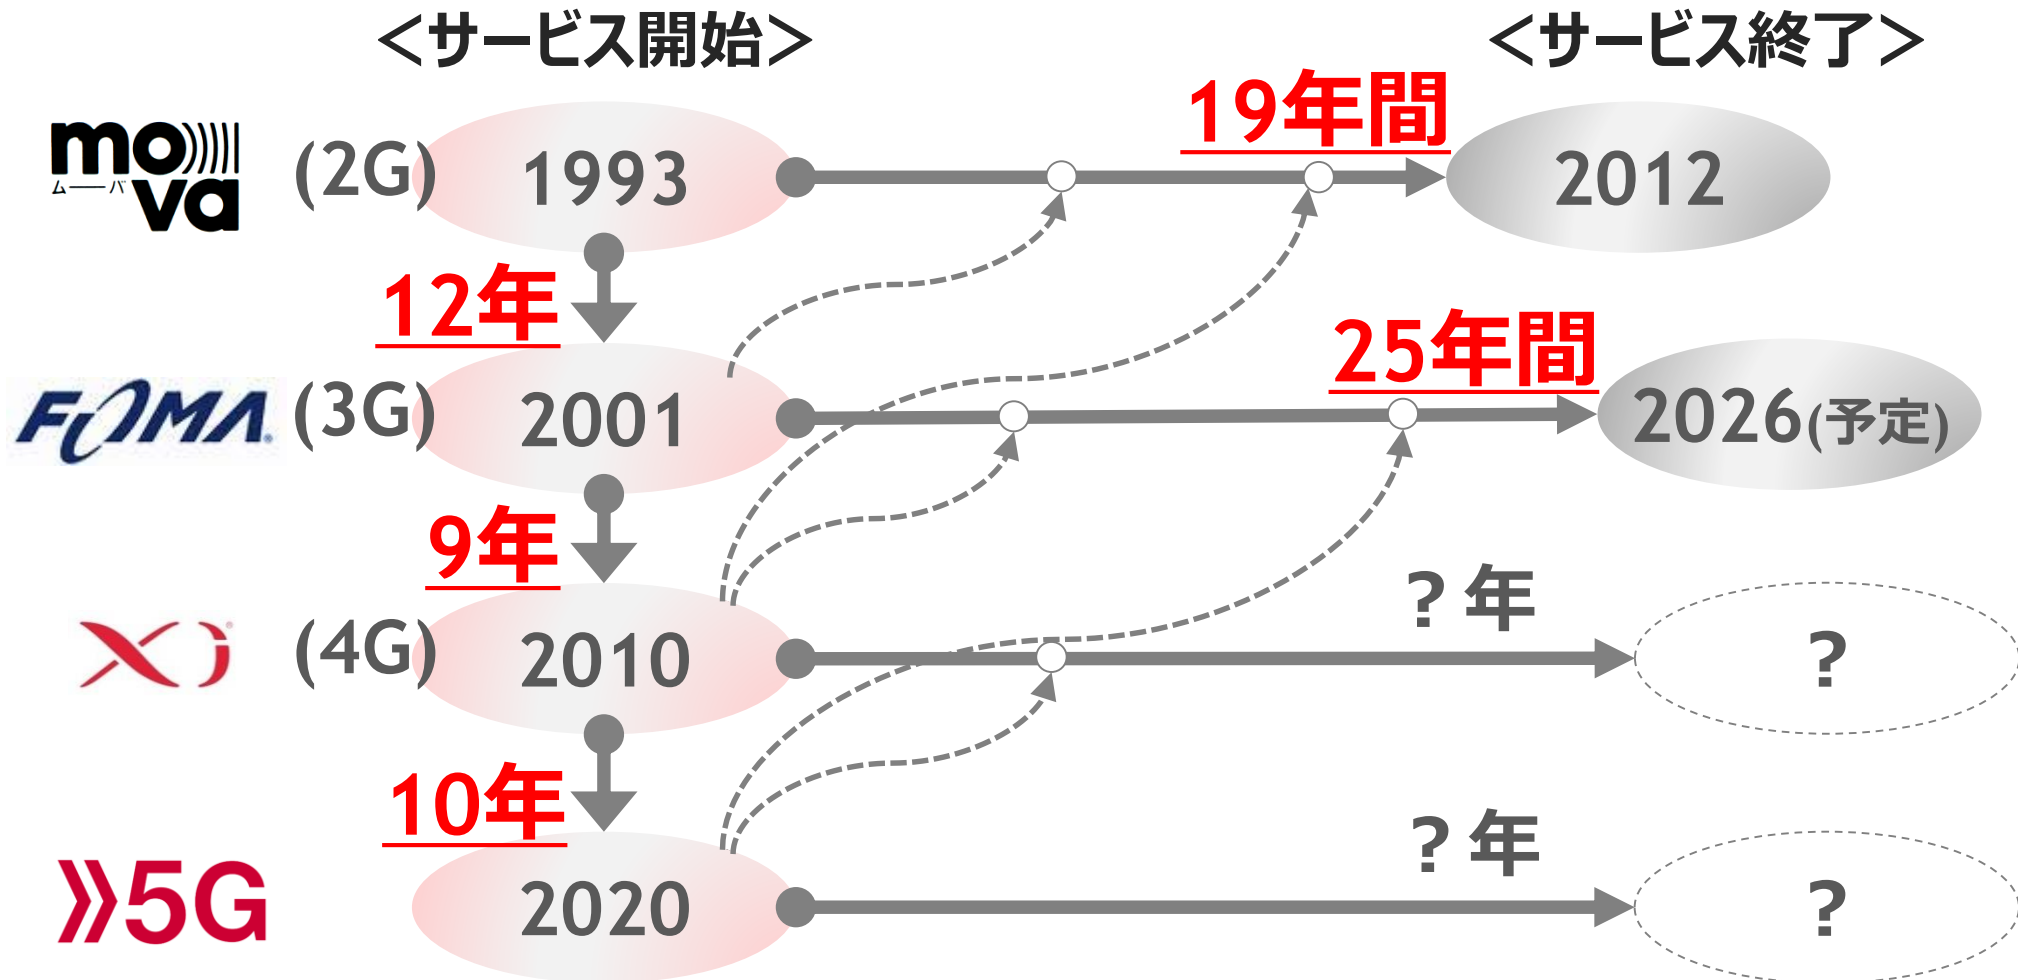 ＜サービス開始＞
＜サービス終了＞
mova
ムーバ
(2G)
1993
19年間
2012
12年
FOMA
(3G)
2001
25年間
2026(予定)
9年
Xi
(4G)
2010
？年
?
10年
5G
2020
？年
?